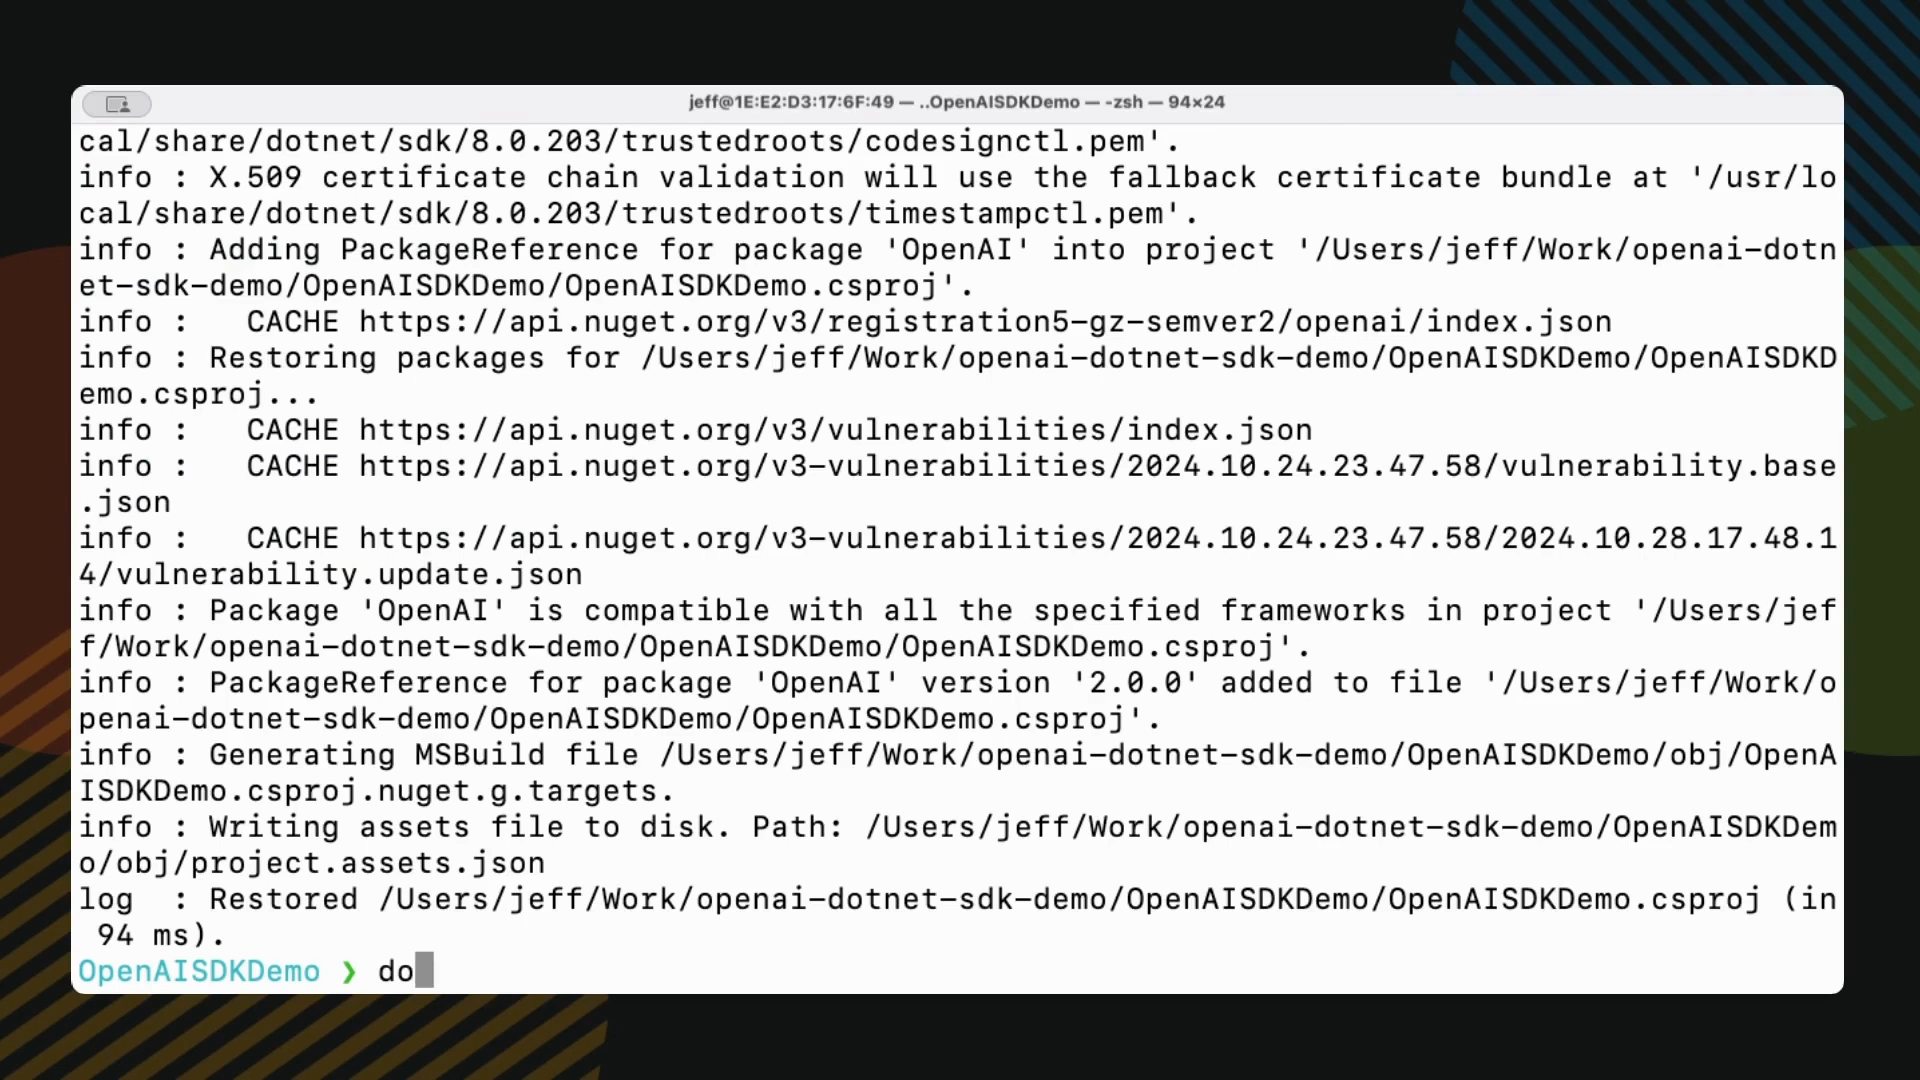 jeff@1E:E2:D3:17:6F:49 — ..OpenAISDKDemo — -zsh — 94×24
cal/share/dotnet/sdk/8.0.203/trustedroots/codesignctl.pem'.
info : X.509 certificate chain validation will use the fallback certificate bundle at '/usr/lo
cal/share/dotnet/sdk/8.0.203/trustedroots/timestampctl.pem'.
info : Adding PackageReference for package 'OpenAI' into project '/Users/jeff/Work/openai-dotn
et-sdk-demo/OpenAISDKDemo/OpenAISDKDemo.csproj'.
info :   CACHE https://api.nuget.org/v3/registration5-gz-semver2/openai/index.json
info : Restoring packages for /Users/jeff/Work/openai-dotnet-sdk-demo/OpenAISDKDemo/OpenAISDKD
emo.csproj...
info :   CACHE https://api.nuget.org/v3/vulnerabilities/index.json
info :   CACHE https://api.nuget.org/v3-vulnerabilities/2024.10.24.23.47.58/vulnerability.base
.json
info :   CACHE https://api.nuget.org/v3-vulnerabilities/2024.10.24.23.47.58/2024.10.28.17.48.1
4/vulnerability.update.json
info : Package 'OpenAI' is compatible with all the specified frameworks in project '/Users/jef
f/Work/openai-dotnet-sdk-demo/OpenAISDKDemo/OpenAISDKDemo.csproj'.
info : PackageReference for package 'OpenAI' version '2.0.0' added to file '/Users/jeff/Work/o
penai-dotnet-sdk-demo/OpenAISDKDemo/OpenAISDKDemo.csproj'.
info : Generating MSBuild file /Users/jeff/Work/openai-dotnet-sdk-demo/OpenAISDKDemo/obj/OpenA
ISDKDemo.csproj.nuget.g.targets.
info : Writing assets file to disk. Path: /Users/jeff/Work/openai-dotnet-sdk-demo/OpenAISDKDem
o/obj/project.assets.json
log  : Restored /Users/jeff/Work/openai-dotnet-sdk-demo/OpenAISDKDemo/OpenAISDKDemo.csproj (in
 94 ms).
OpenAISDKDemo ❯ do